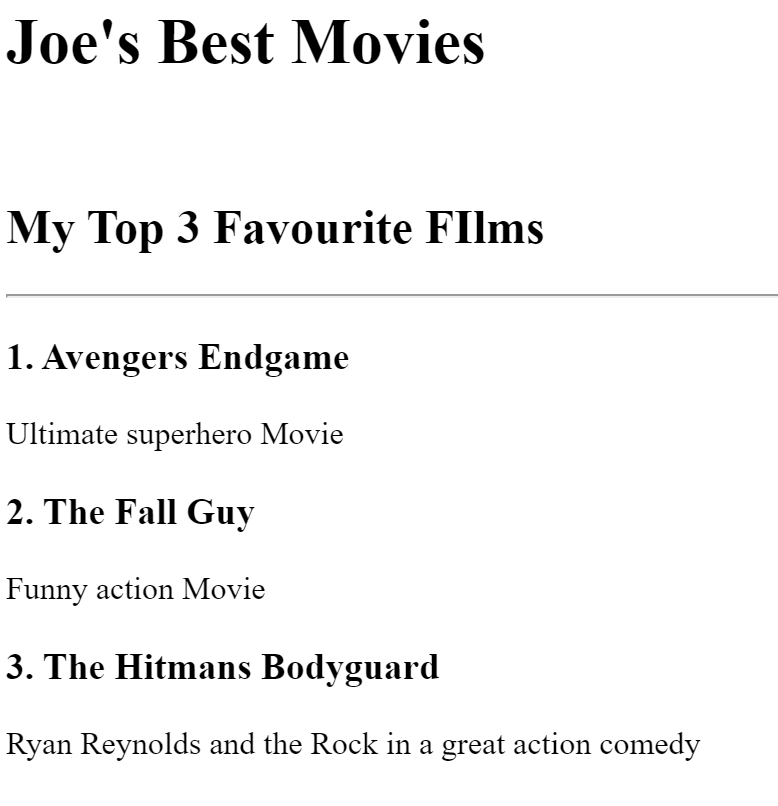 Joe's Best Movies
My Top 3 Favourite FIlms
1. Avengers Endgame
Ultimate superhero Movie
2. The Fall Guy
Funny action Movie
3. The Hitmans Bodyguard
Ryan Reynolds and the Rock in a great action comedy